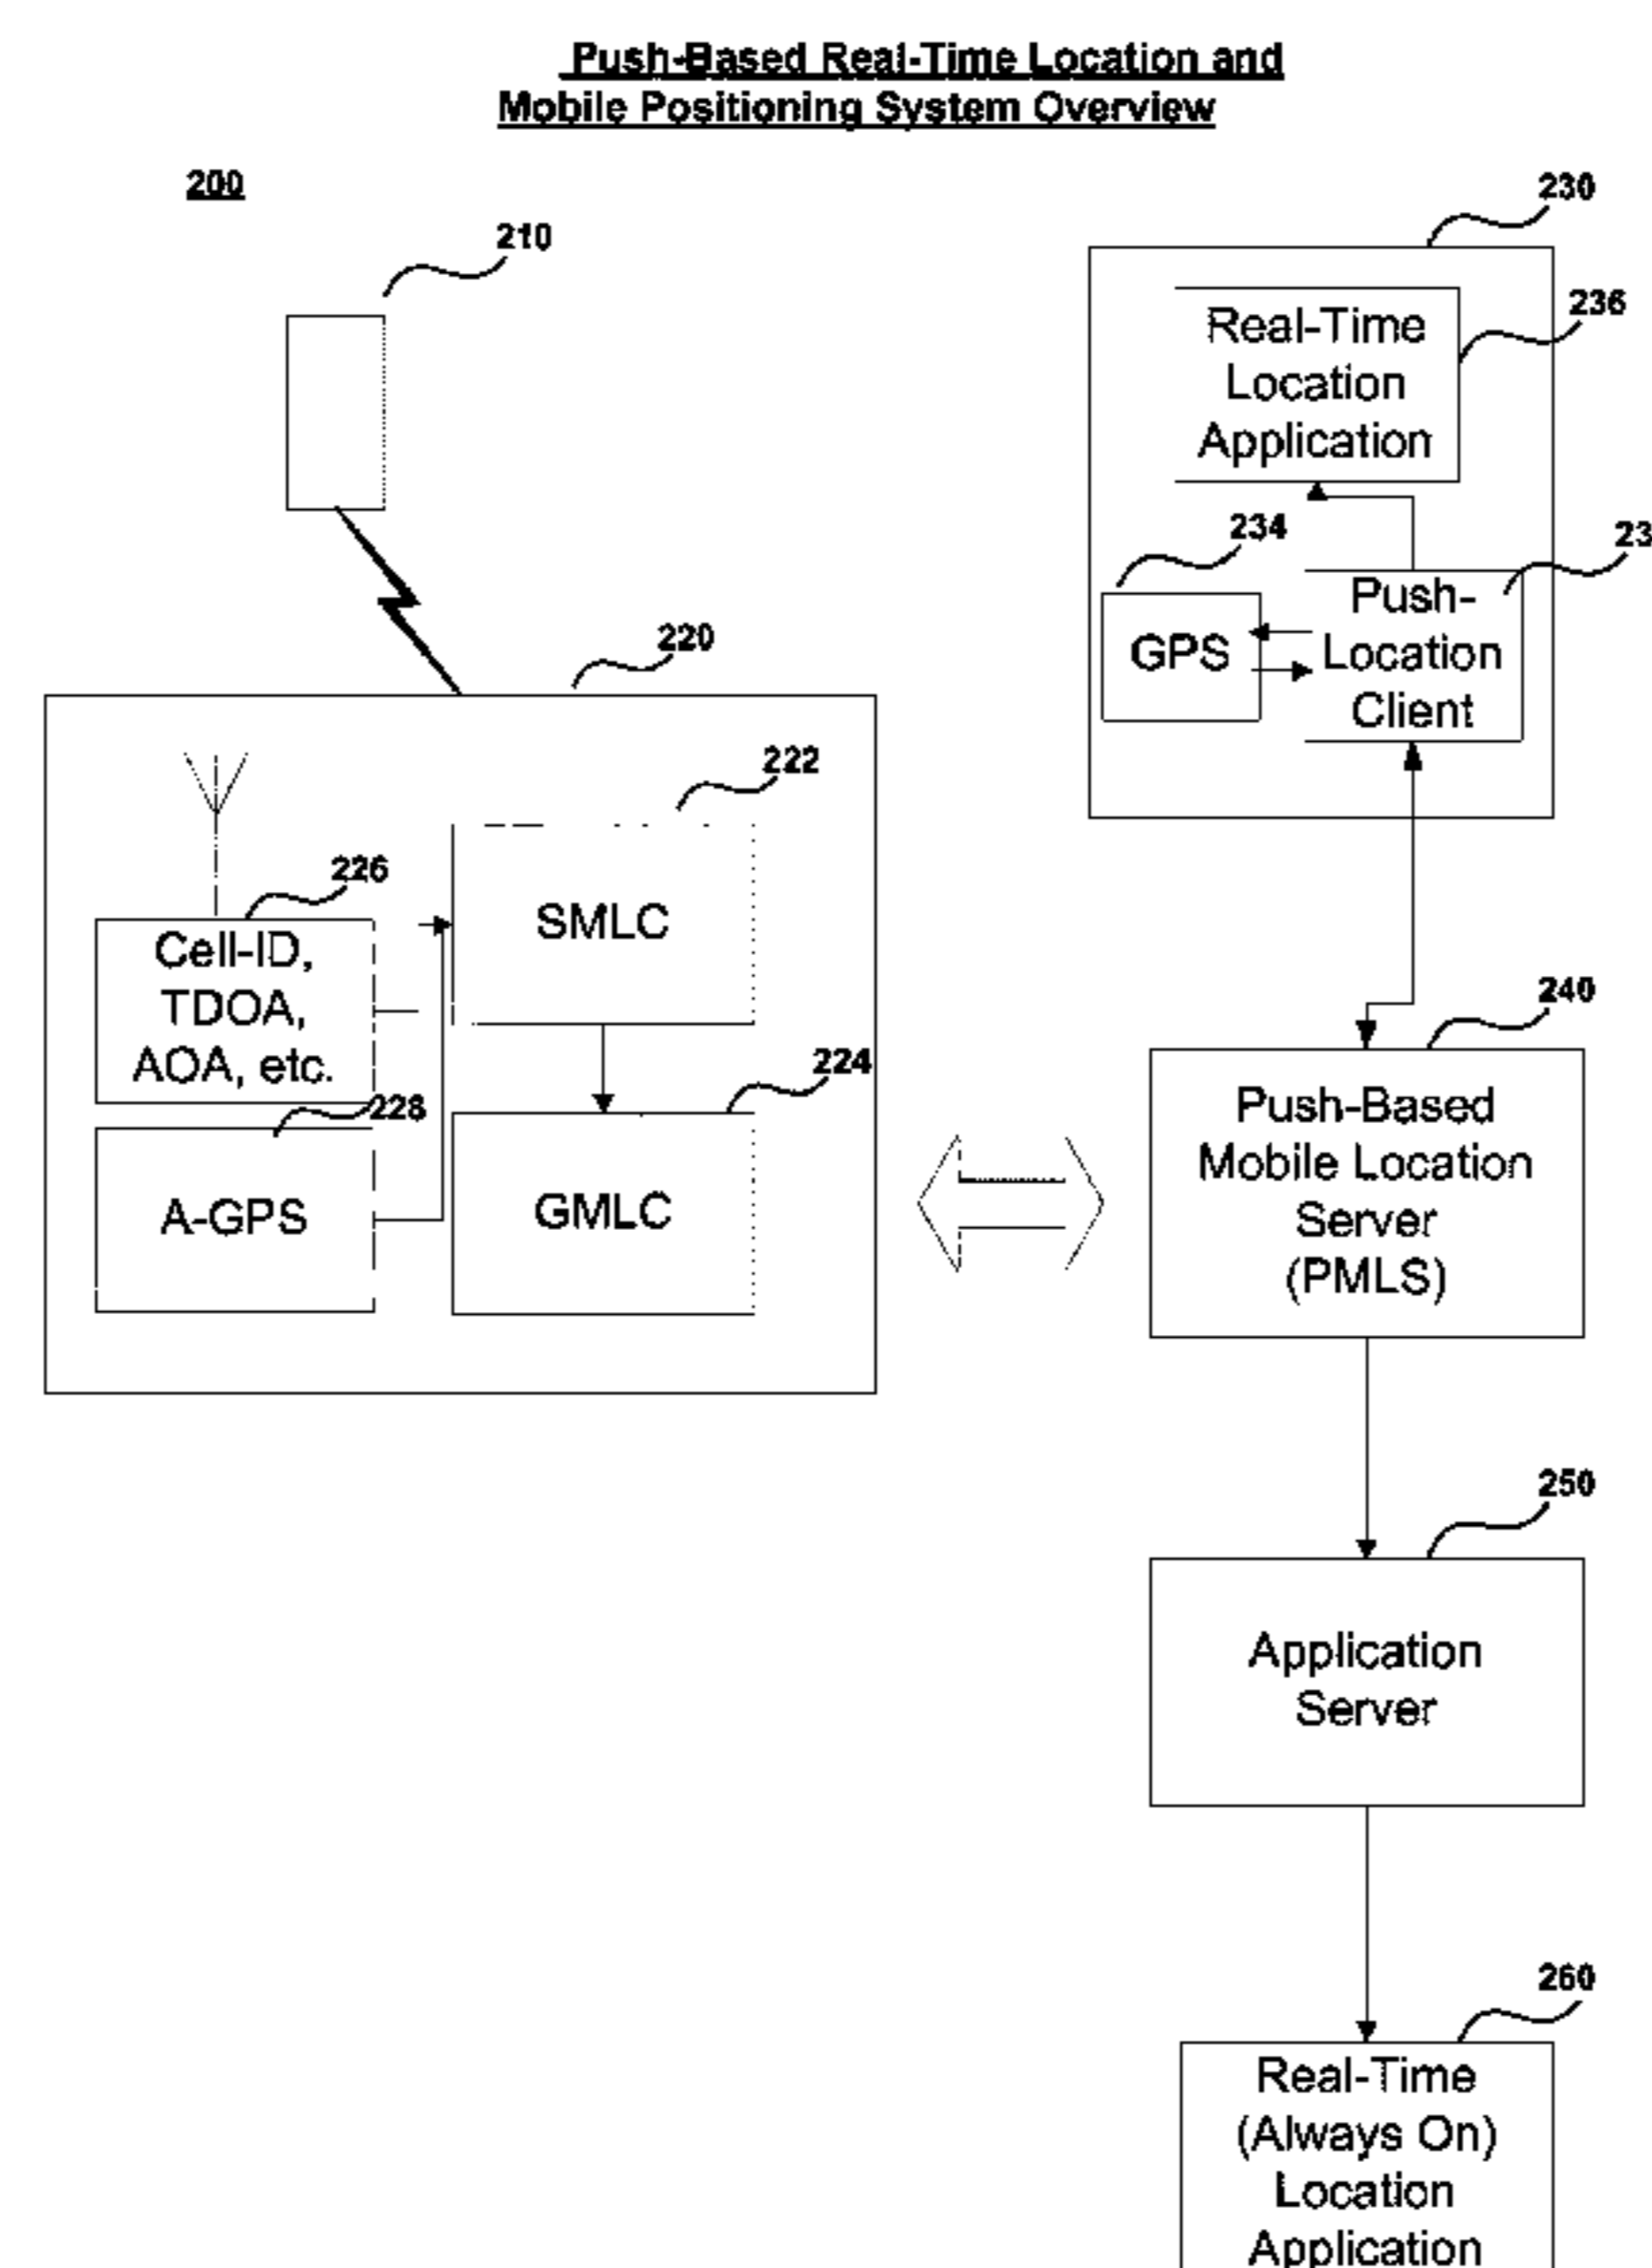 Push-Based Real-Time Location and
Mobile Positioning System Overview
200
210
230
Real-Time
Location
Application
236
234
GPS
23
Push-
Location
Client
220
222
SMLC
226
Cell-ID,
TDOA,
AOA, etc.
224
GMLC
228
A-GPS
240
Push-Based
Mobile Location
Server
(PMLS)
250
Application
Server
260
Real-Time
(Always On)
Location
Application